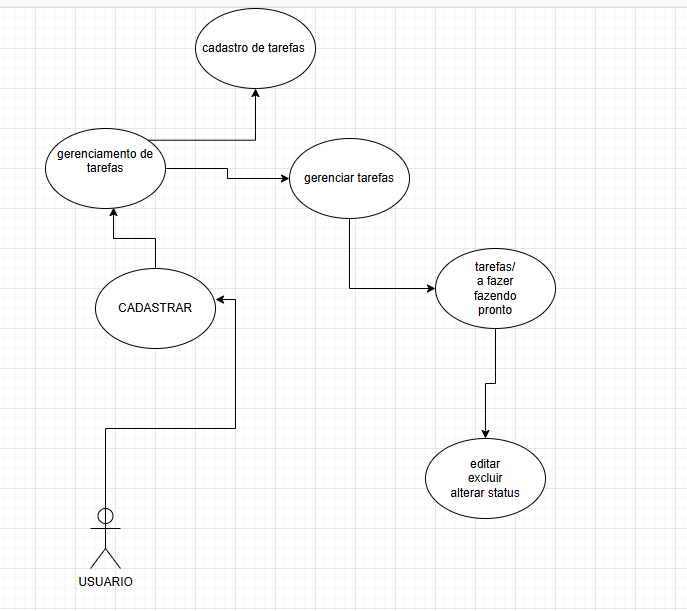 cadastro de tarefas
gerenciamento de
tarefas
gerenciar tarefas
tarefas/
a fazer
fazendo
pronto
CADASTRAR
editar
excluir
alterar status
USUARIO